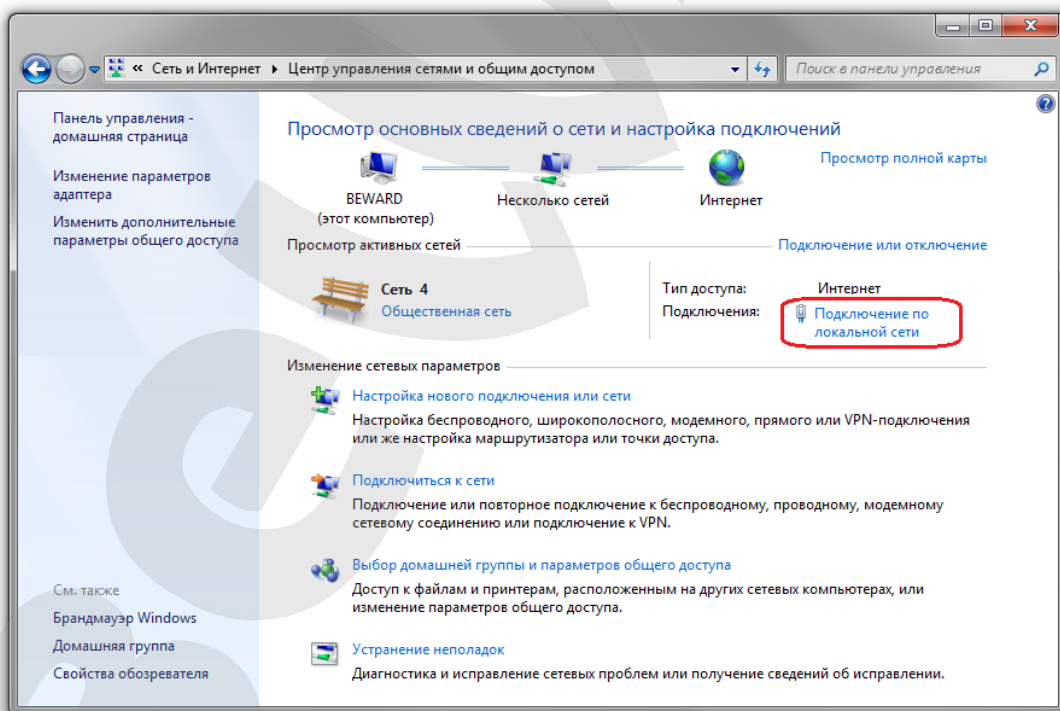 « Сеть и Интернет ▸ Центр управления сетями и общим доступом
Поиск в панели управления
Панель управления -
домашняя страница
Изменение параметров
адаптера
Изменить дополнительные
параметры общего доступа
Просмотр основных сведений о сети и настройка подключений
Просмотр полной карты
BEWARD
(этот компьютер)
Несколько сетей
Интернет
Просмотр активных сетей
Подключение или отключение
Сеть 4
Общественная сеть
Тип доступа: Интернет
Подключения: Подключение по
локальной сети
Изменение сетевых параметров
Настройка нового подключения или сети
Настройка беспроводного, широкополосного, модемного, прямого или VPN-подключения
или же настройка маршрутизатора или точки доступа.
Подключиться к сети
Подключение или повторное подключение к беспроводному, проводному, модемному
сетевому соединению или подключение к VPN.
Выбор домашней группы и параметров общего доступа
Доступ к файлам и принтерам, расположенным на других сетевых компьютерах, или
изменение параметров общего доступа.
Устранение неполадок
Диагностика и исправление сетевых проблем или получение сведений об исправлении.
См. также
Брандмауэр Windows
Домашняя группа
Свойства обозревателя